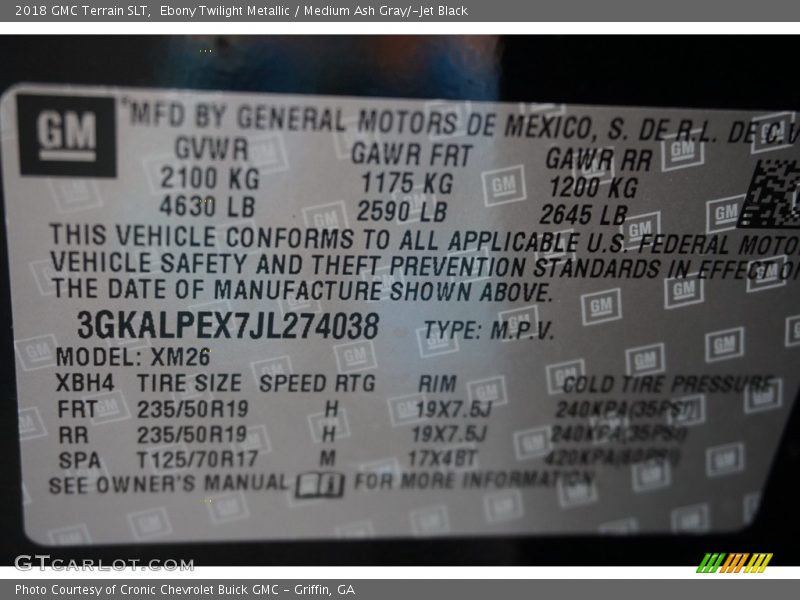 2018 GMC Terrain SLT,  Ebony Twilight Metallic / Medium Ash Gray/­Jet Black
GM
MFD BY GENERAL MOTORS DE MEXICO, S. DE R.L. DE C.V
GVWR GAWR FRT GAWR RR
2100 KG 1175 KG 1200 KG
4630 LB 2590 LB 2645 LB
THIS VEHICLE CONFORMS TO ALL APPLICABLE U.S. FEDERAL MOTO
VEHICLE SAFETY AND THEFT PREVENTION STANDARDS IN EFFECT ON
THE DATE OF MANUFACTURE SHOWN ABOVE.
3GKALPEX7JL274038 TYPE: M.P.V.
MODEL: XM26
XBH4 TIRE SIZE SPEED RTG RIM COLD TIRE PRESSURE
FRT 235/50R19 H 19X7.5J 240KPA(35PSI)
RR 235/50R19 H 19X7.5J 240KPA(35PSI)
SPA T125/70R17 M 17X4BT 420KPA(60PSI)
SEE OWNER'S MANUAL FOR MORE INFORMATION
GTCARLOT.COM
Photo Courtesy of Cronic Chevrolet Buick GMC - Griffin, GA